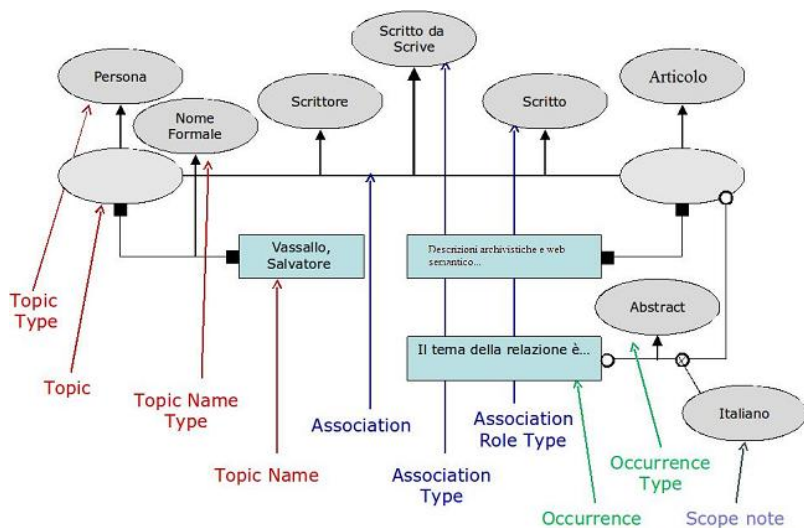 Scritto da
Scrive
Persona
Articolo
Scrittore
Scritto
Nome
Formale
Vassallo,
Salvatore
Descrizioni archivistiche e web
semantico...
Abstract
Il tema della relazione è...
Italiano
Topic
Type
Topic
Topic Name
Type
Topic Name
Association
Association
Type
Association
Role Type
Occurrence
Type
Occurrence
Scope note